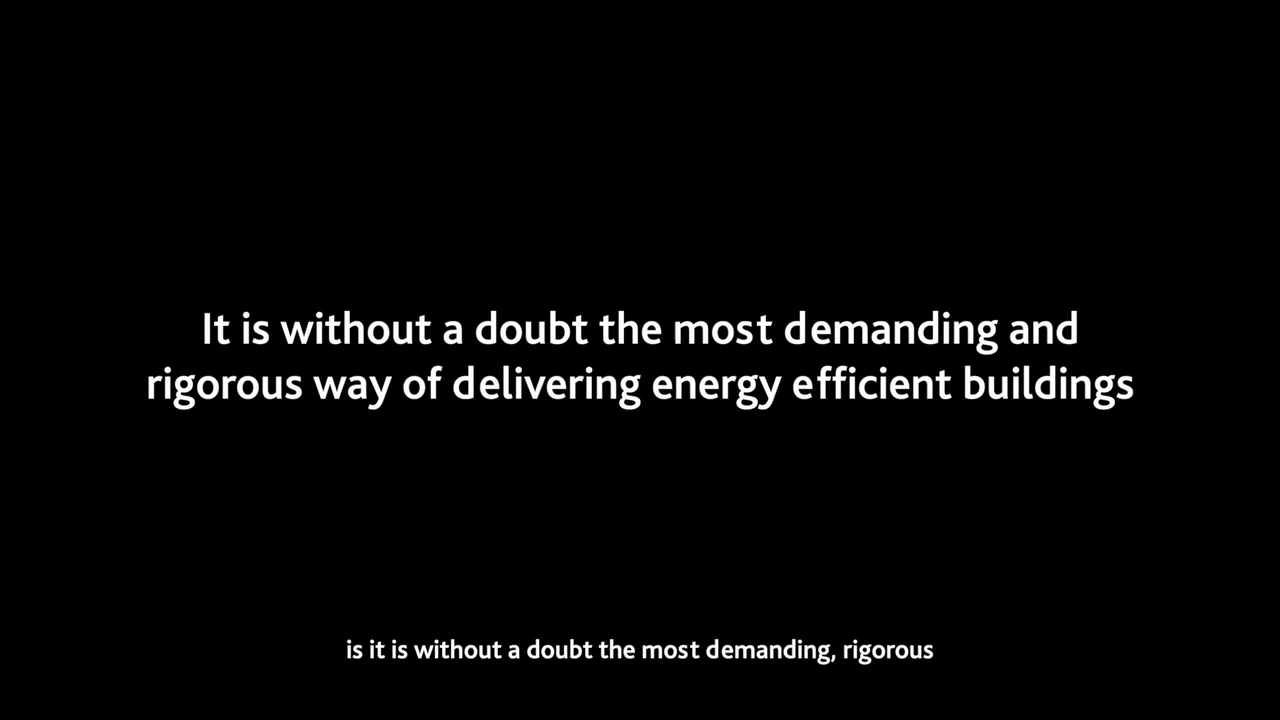 It is without a doubt the most demanding and
rigorous way of delivering energy efficient buildings
is it is without a doubt the most demanding, rigorous